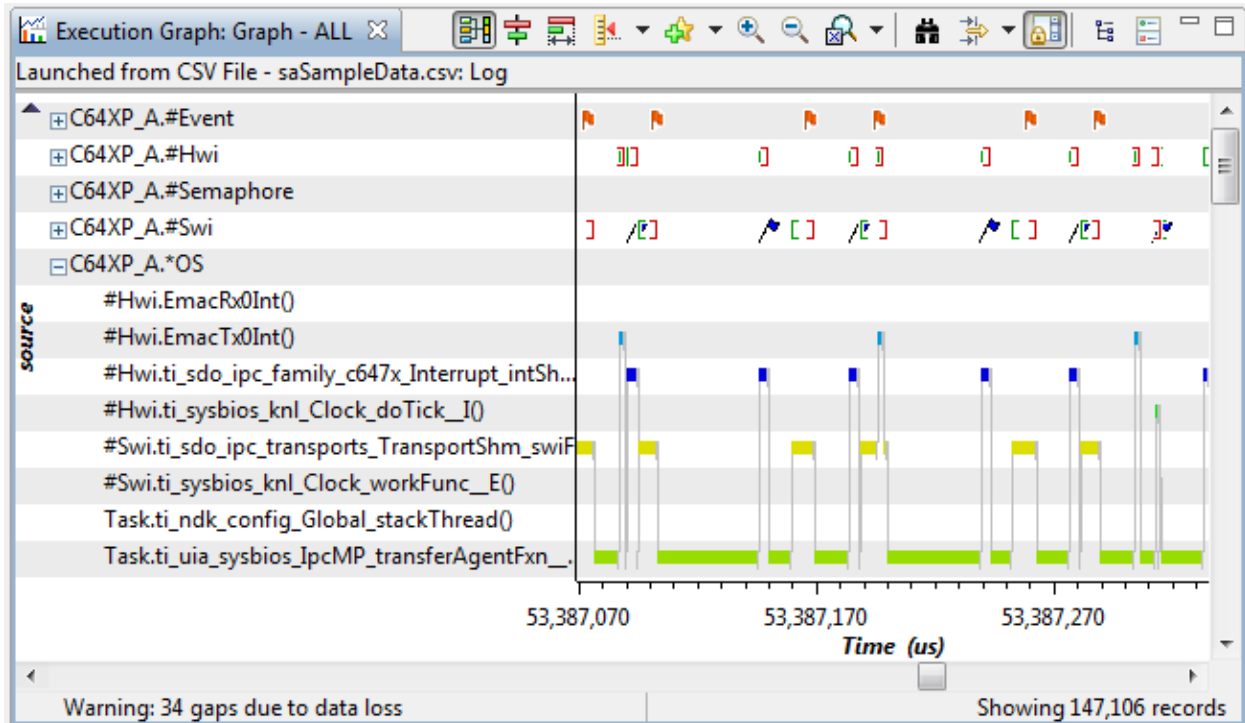 Execution Graph: Graph - ALL
Launched from CSV File - saSampleData.csv: Log
C64XP_A.#Event
C64XP_A.#Hwi
C64XP_A.#Semaphore
C64XP_A.#Swi
C64XP_A.*OS
#Hwi.EmacRx0Int()
#Hwi.EmacTx0Int()
#Hwi.ti_sdo_ipc_family_c647x_Interrupt_intSh...
#Hwi.ti_sysbios_knl_Clock_doTick__I()
#Swi.ti_sdo_ipc_transports_TransportShm_swiF
#Swi.ti_sysbios_knl_Clock_workFunc__E()
Task.ti_ndk_config_Global_stackThread()
Task.ti_uia_sysbios_IpcMP_transferAgentFxn__.
source
53,387,070 53,387,170 53,387,270
Time (us)
Warning: 34 gaps due to data loss Showing 147,106 records